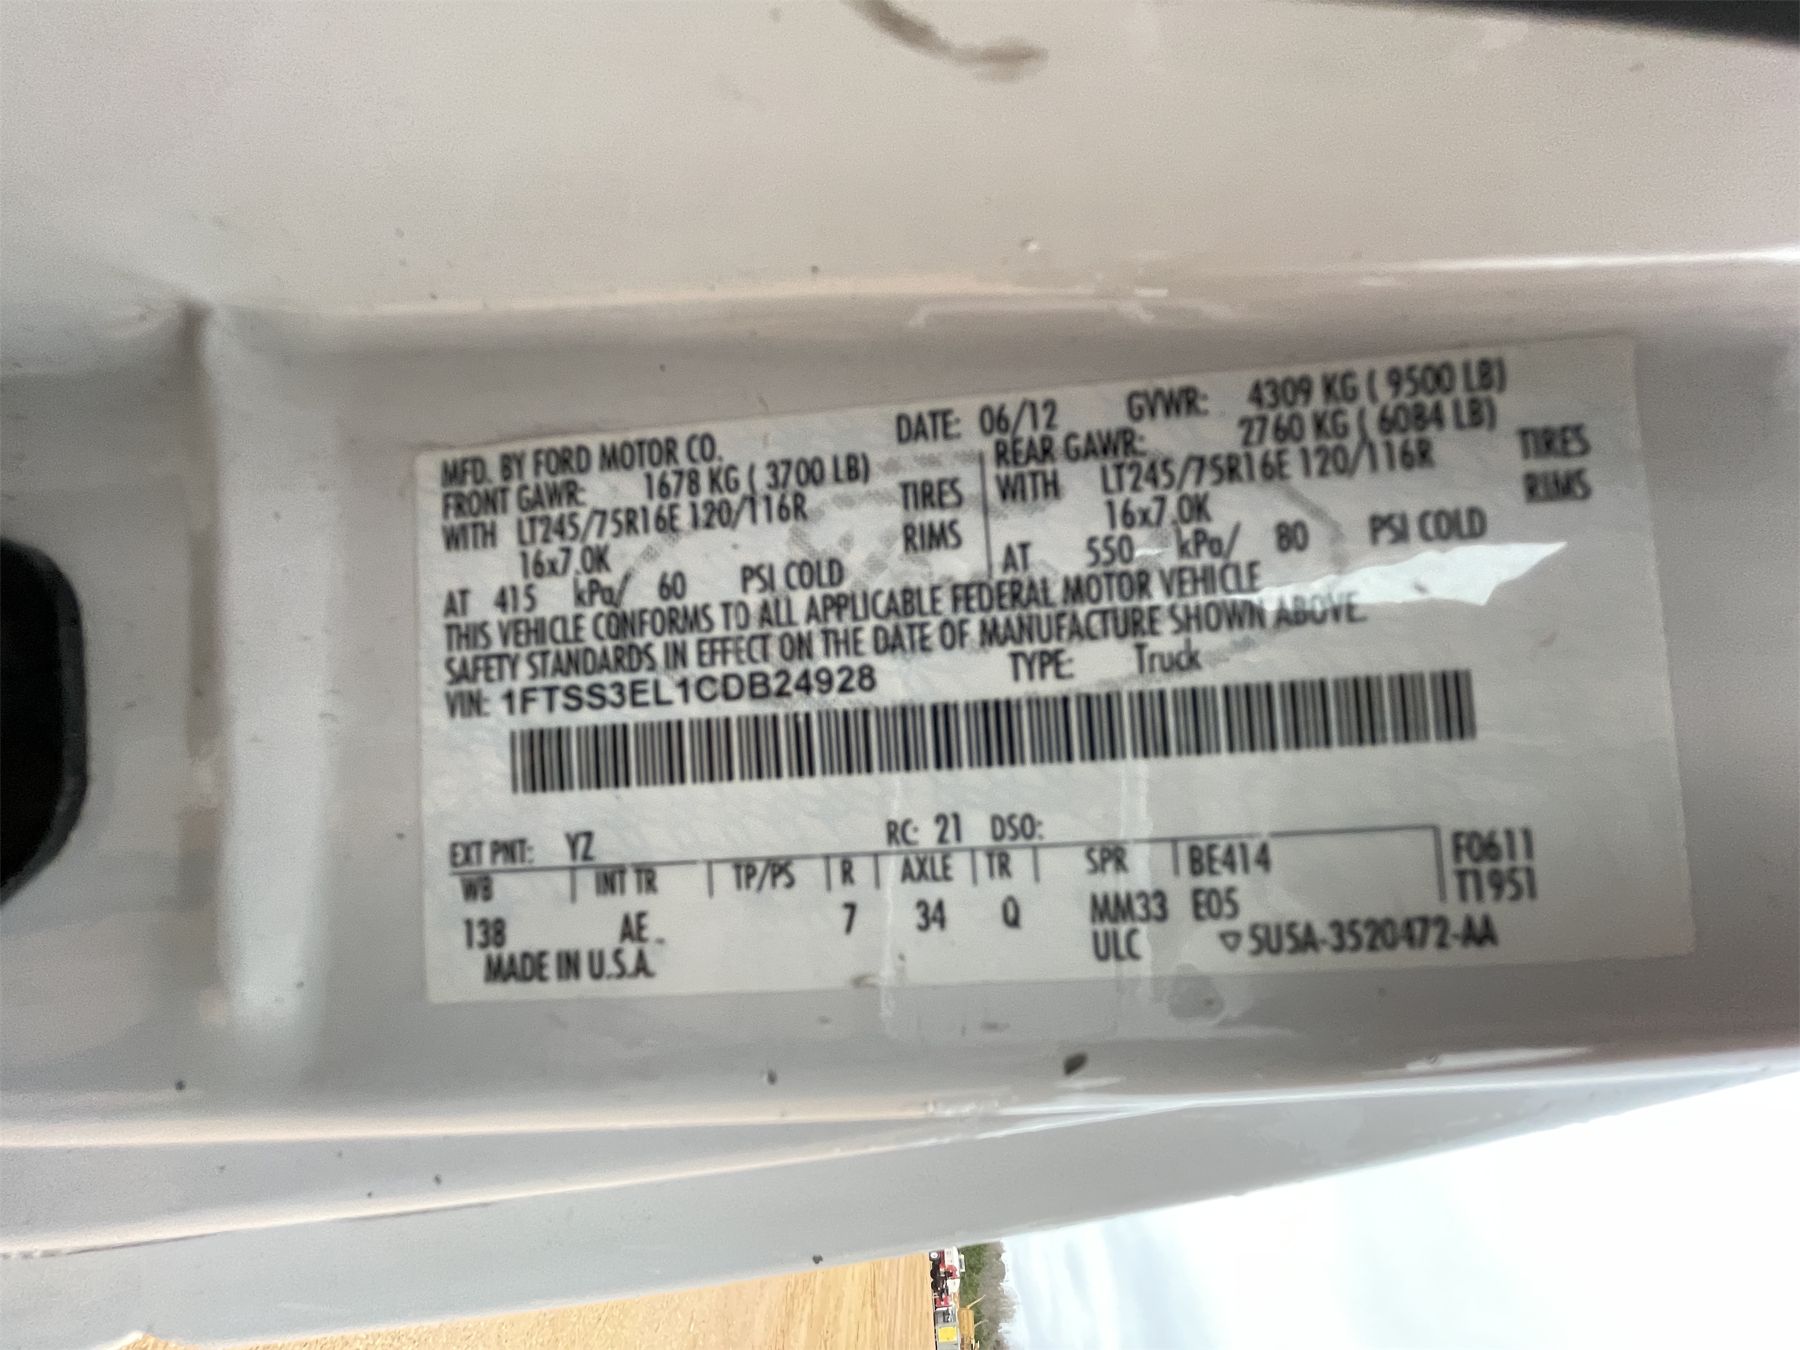 MFD. BY FORD MOTOR CO. DATE: 06/12 GVWR: 4309 KG ( 9500 LB)
FRONT GAWR: 1678 KG ( 3700 LB) REAR GAWR: 2760 KG ( 6084 LB)
WITH LT245/75R16E 120/116R TIRES WITH LT245/75R16E 120/116R TIRES
16x7.0K RIMS 16x7.0K RIMS
AT 415 kPa/ 60 PSI COLD AT 550 kPa/ 80 PSI COLD
THIS VEHICLE CONFORMS TO ALL APPLICABLE FEDERAL MOTOR VEHICLE
SAFETY STANDARDS IN EFFECT ON THE DATE OF MANUFACTURE SHOWN ABOVE.
VIN: 1FTSS3EL1CDB24928 TYPE: Truck
EXT PNT: YZ RC: 21 DSO:
WB INT TR TP/PS R AXLE TR SPR BE414 F0611
138 AE 7 34 Q MM33 E05 T1951
MADE IN U.S.A. ULC 5U5A-3520472-AA